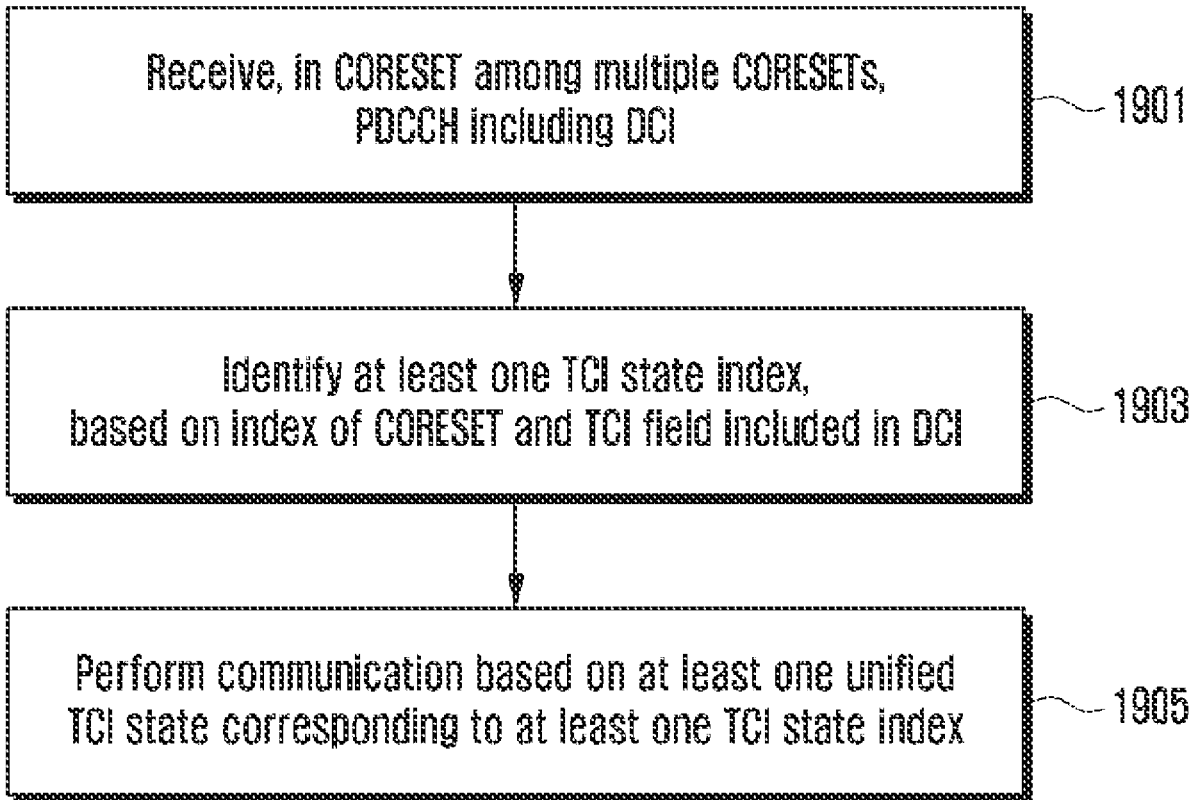 Receive, in CORESET among multiple CORESETs,
PDCCH including DCI
1901
Identify at least one TCI state index,
based on index of CORESET and TCI field included in DCI
1903
Perform communication based on at least one unified
TCI state corresponding to at least one TCI state index
1905